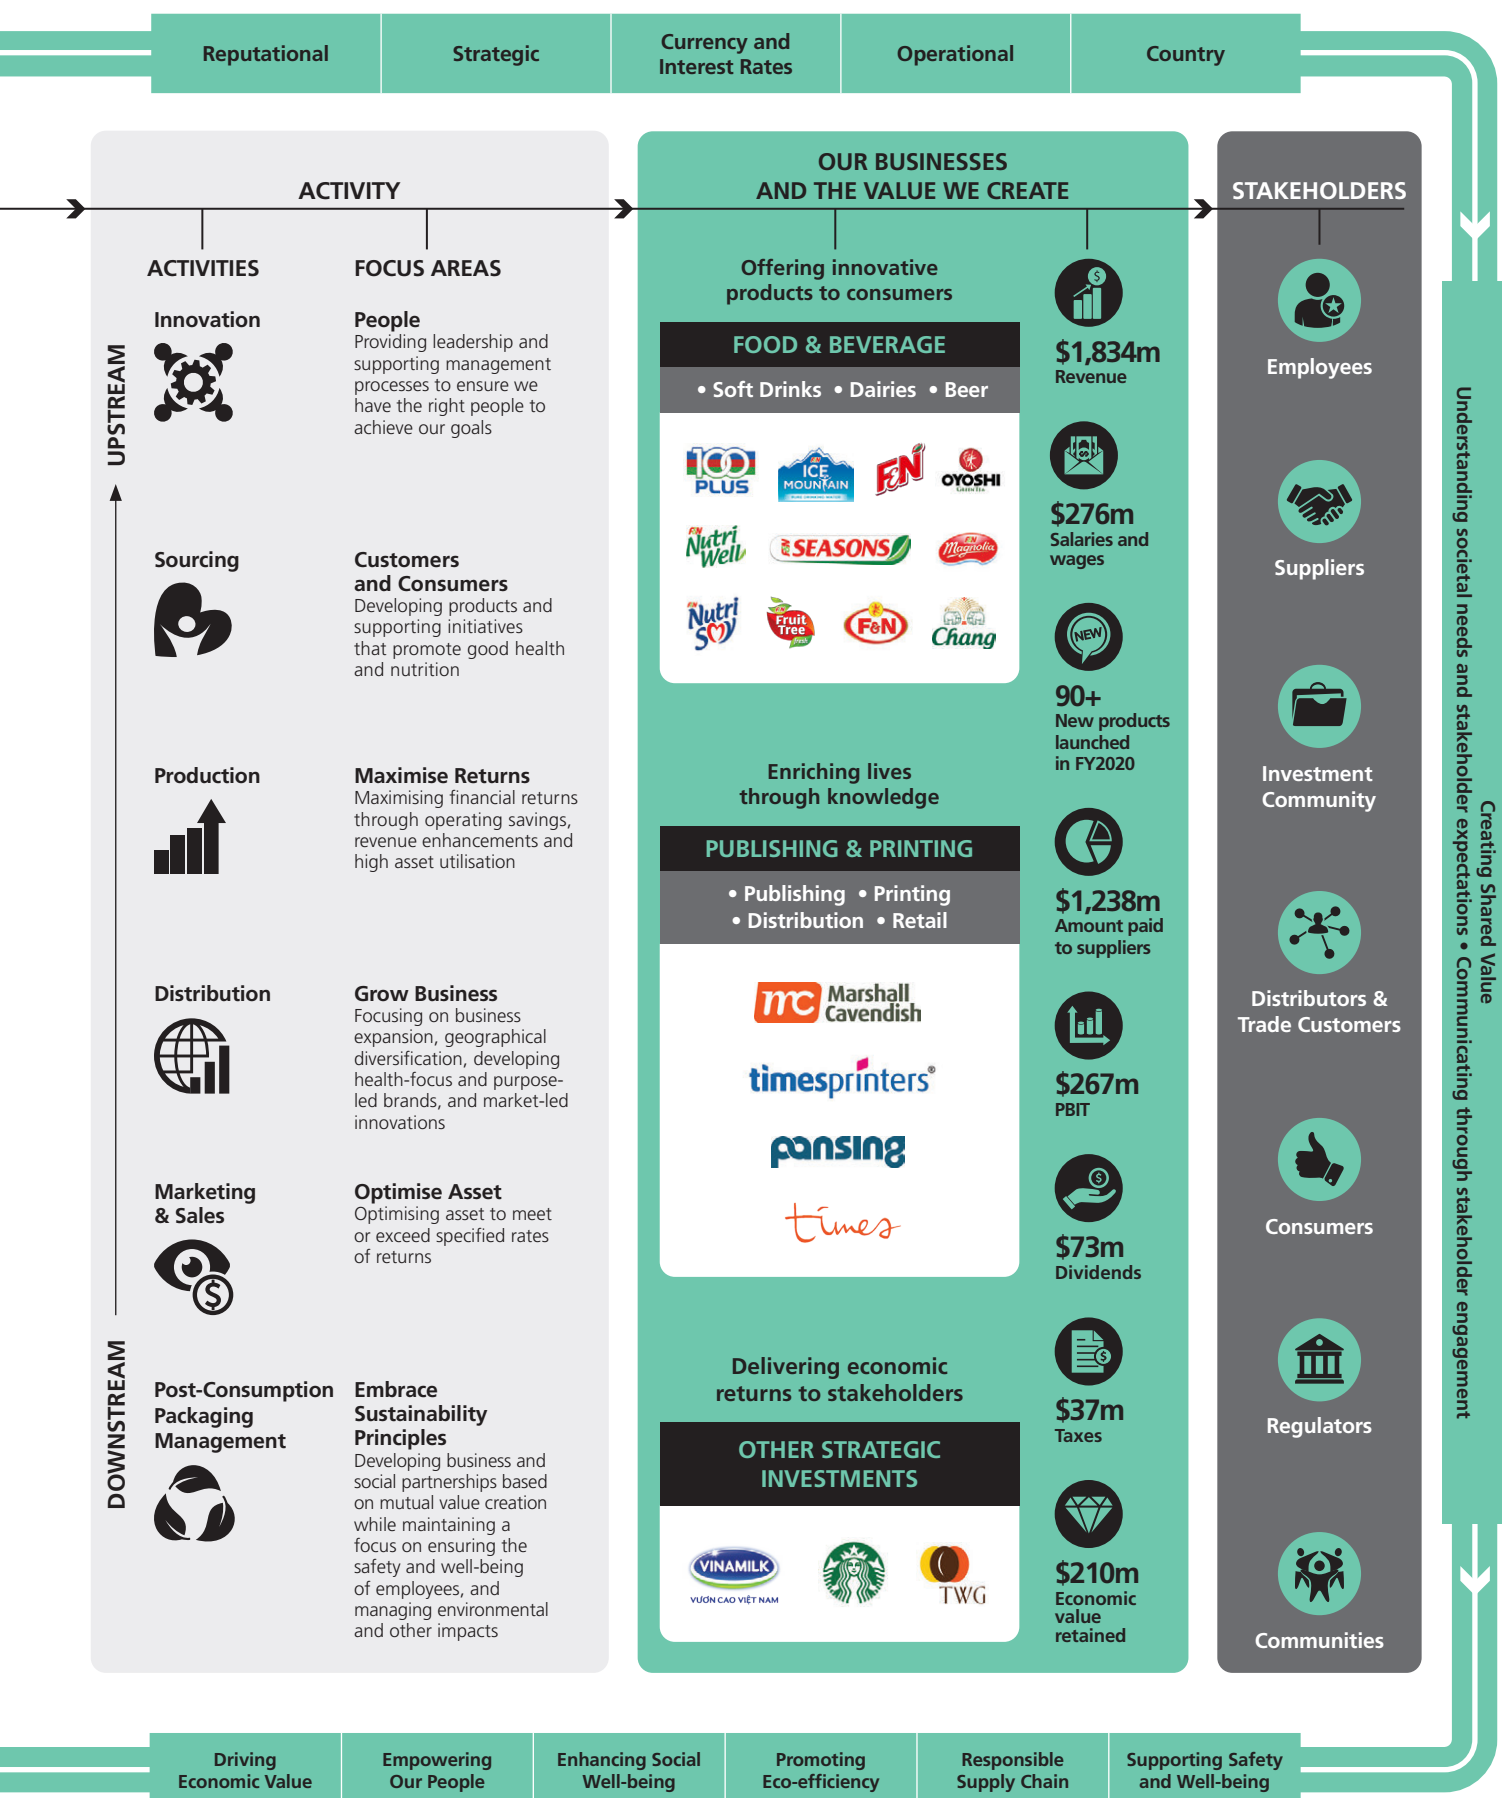 Reputational
Strategic
Currency and
Interest Rates
Operational
Country
ACTIVITY
ACTIVITIES
FOCUS AREAS
UPSTREAM
DOWNSTREAM
Innovation
People
Providing leadership and
supporting management
processes to ensure we
have the right people to
achieve our goals
Sourcing
Customers
and Consumers
Developing products and
supporting initiatives
that promote good health
and nutrition
Production
Maximise Returns
Maximising financial returns
through operating savings,
revenue enhancements and
high asset utilisation
Distribution
Grow Business
Focusing on business
expansion, geographical
diversification, developing
health-focus and purpose-
led brands, and market-led
innovations
Marketing
& Sales
Optimise Asset
Optimising asset to meet
or exceed specified rates
of returns
Post-Consumption
Packaging
Management
Embrace
Sustainability
Principles
Developing business and
social partnerships based
on mutual value creation
while maintaining a
focus on ensuring the
safety and well-being
of employees, and
managing environmental
and other impacts
OUR BUSINESSES
AND THE VALUE WE CREATE
Offering innovative
products to consumers
FOOD & BEVERAGE
• Soft Drinks • Dairies • Beer
100
PLUS
F&N
ICE
MOUNTAIN
F&N
OYOSHI
GREEN TEA
F&N
Nutri
Well
F&N
SEASONS
F&N
Magnolia
F&N
Nutri
Soy
F&N
Fruit
Tree
Fresh
F&N
Chang
Enriching lives
through knowledge
PUBLISHING & PRINTING
• Publishing • Printing
• Distribution • Retail
mc Marshall
Cavendish
timesprinters®
pansing
times
Delivering economic
returns to stakeholders
OTHER STRATEGIC
INVESTMENTS
VINAMILK
VƯƠN CAO VIỆT NAM
TWG
$
$1,834m
Revenue
$276m
Salaries and
wages
NEW
90+
New products
launched
in FY2020
$1,238m
Amount paid
to suppliers
$267m
PBIT
$
$73m
Dividends
$
$37m
Taxes
$210m
Economic
value
retained
STAKEHOLDERS
Employees
Suppliers
Investment
Community
Distributors &
Trade Customers
Consumers
Regulators
Communities
Creating Shared Value
Understanding societal needs and stakeholder expectations • Communicating through stakeholder engagement
Driving
Economic Value
Empowering
Our People
Enhancing Social
Well-being
Promoting
Eco-efficiency
Responsible
Supply Chain
Supporting Safety
and Well-being